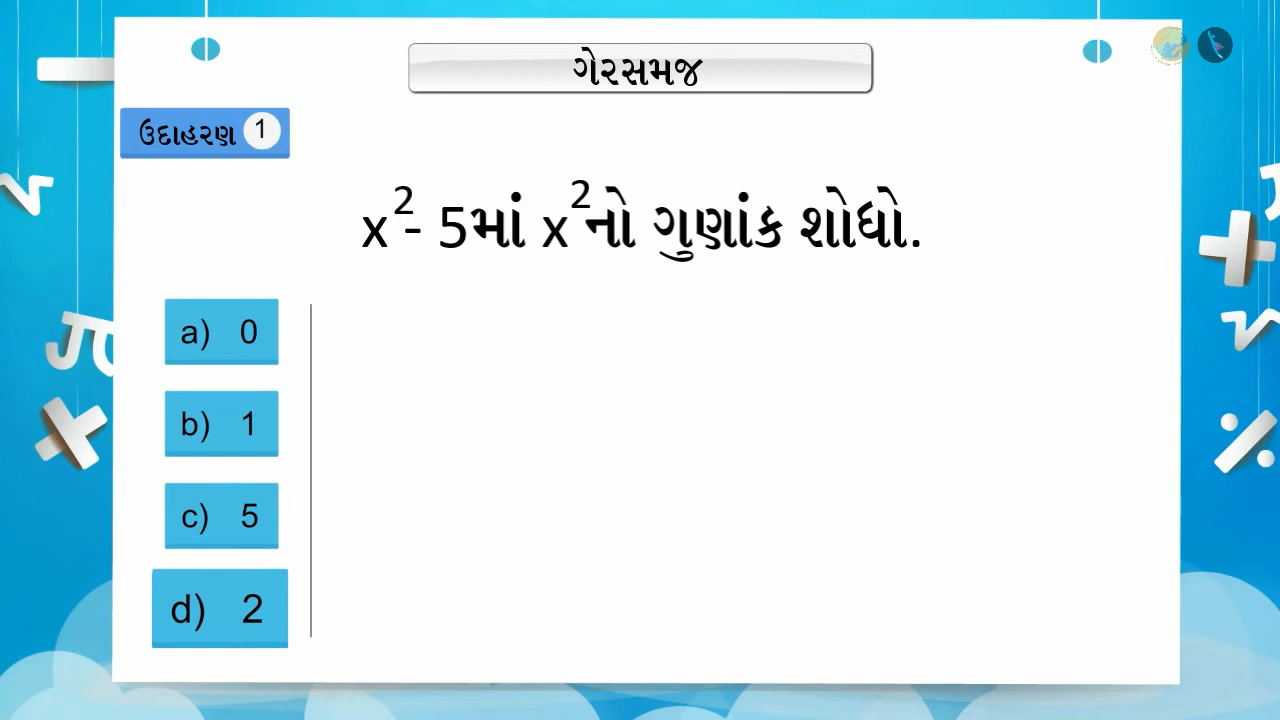 ગેરસમજ
ઉદાહરણ 1
x²- 5માં x²નો ગુણાંક શોધો.
a) 0
b) 1
c) 5
d) 2